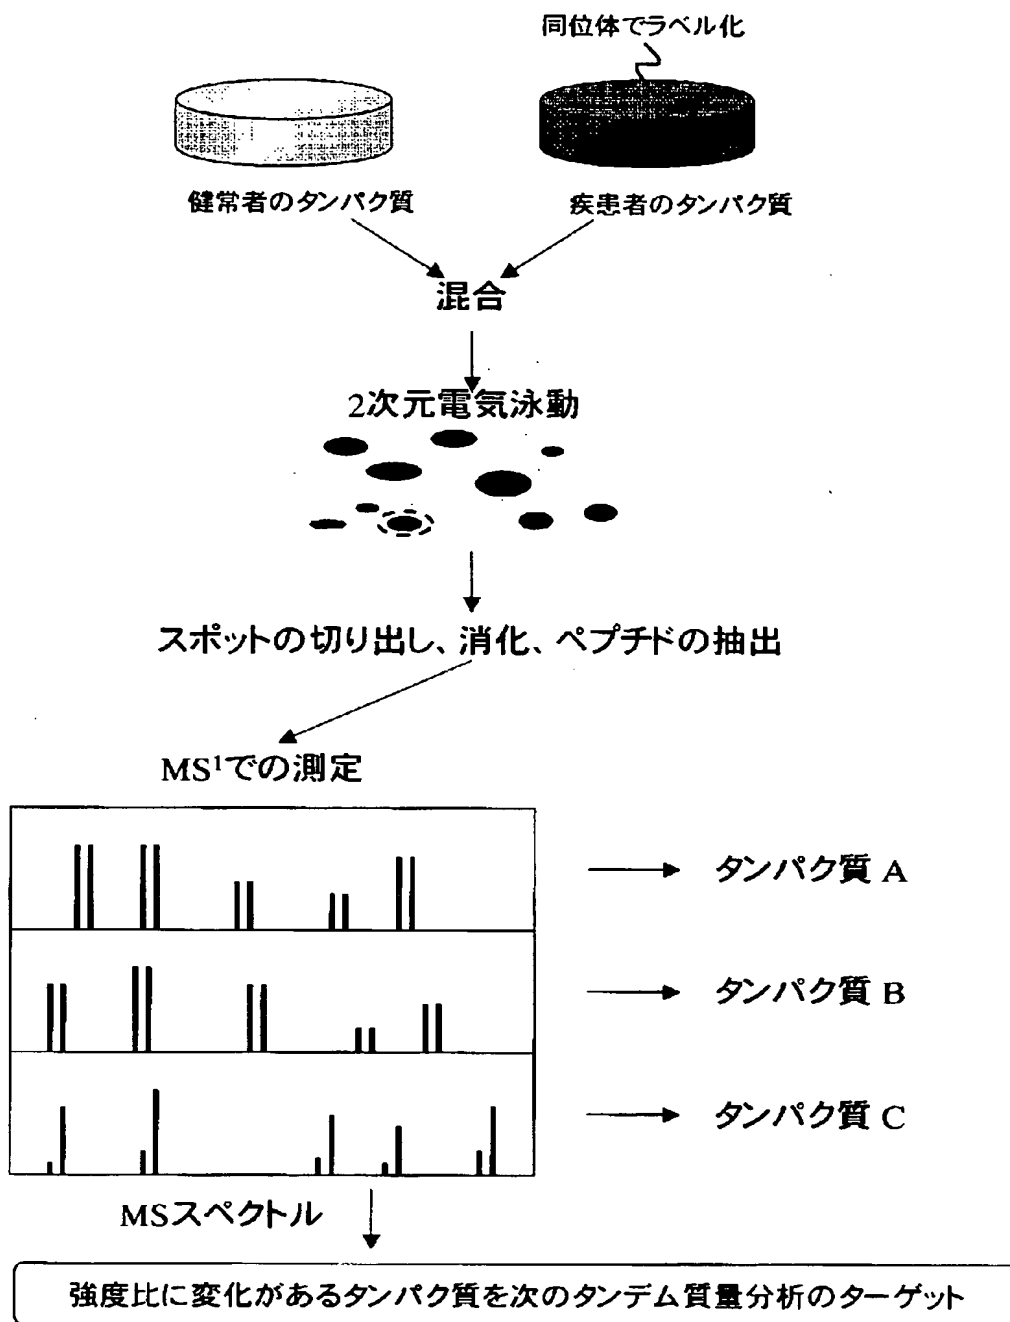 同位体でラベル化
健常者のタンパク質
疾患者のタンパク質
混合
2次元電気泳動
スポットの切り出し、消化、ペプチドの抽出
MS¹での測定
タンパク質 A
タンパク質 B
タンパク質 C
MSスペクトル
強度比に変化があるタンパク質を次のタンデム質量分析のターゲット